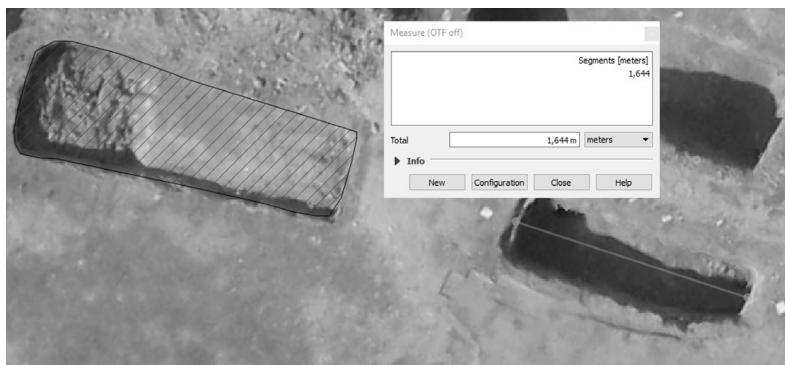 Measure (OTF off)
Segments [meters]
1,644
Total 1,644 m meters
Info
New Configuration Close Help